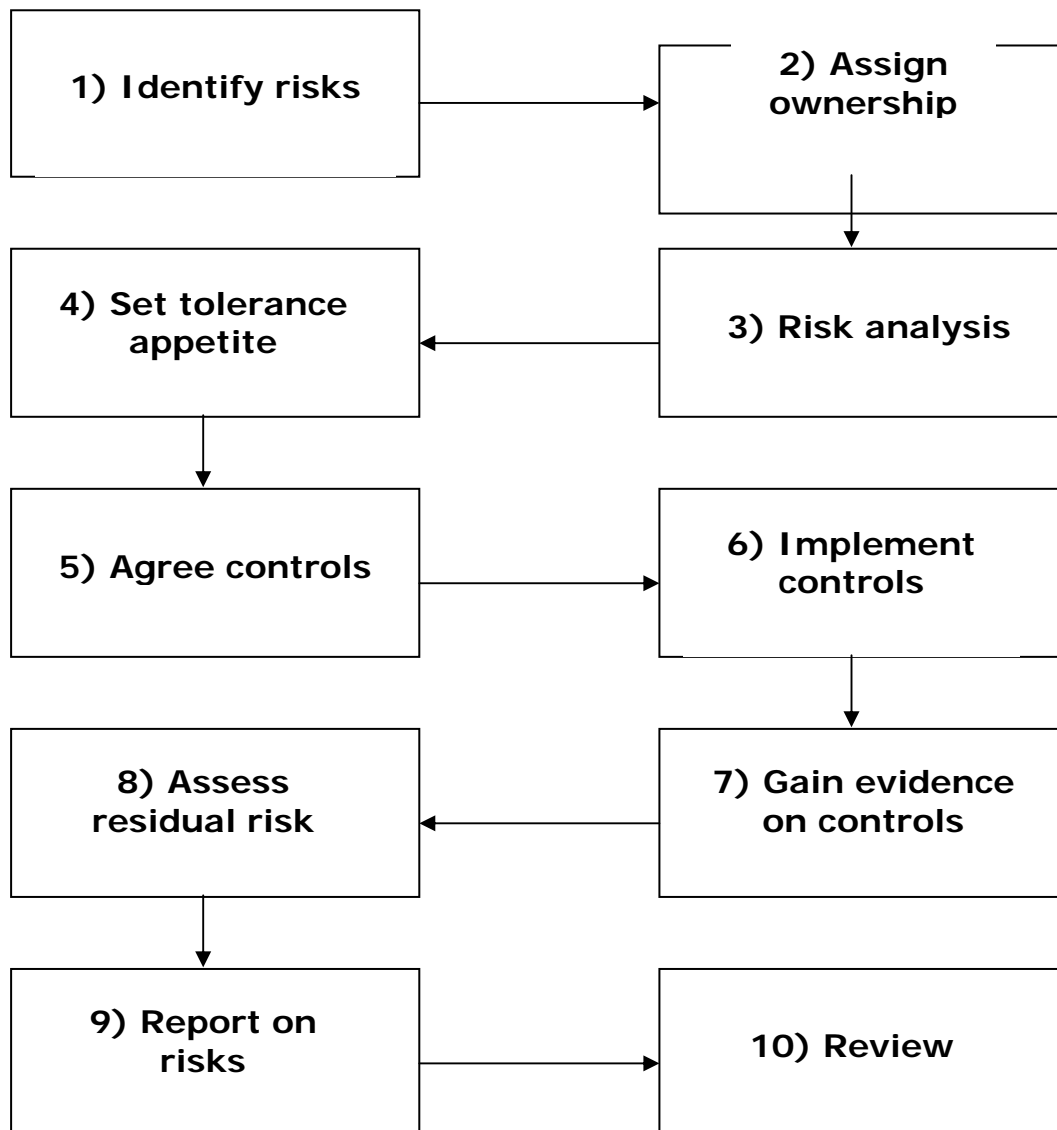 1) Identify risks
2) Assign
ownership
3) Risk analysis
4) Set tolerance
appetite
5) Agree controls
6) Implement
controls
7) Gain evidence
on controls
8) Assess
residual risk
9) Report on
risks
10) Review